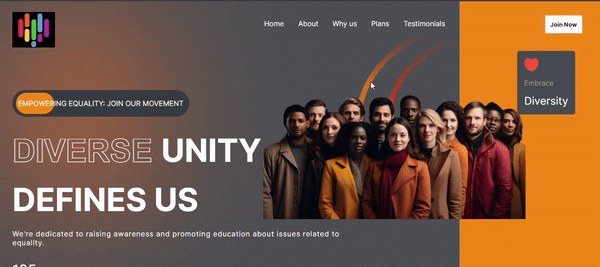 Home About Why us Plans Testimonials Join Now
Embrace
Diversity
EMPOWERING EQUALITY: JOIN OUR MOVEMENT
DIVERSE UNITY
DEFINES US
We're dedicated to raising awareness and promoting education about issues related to
equality.